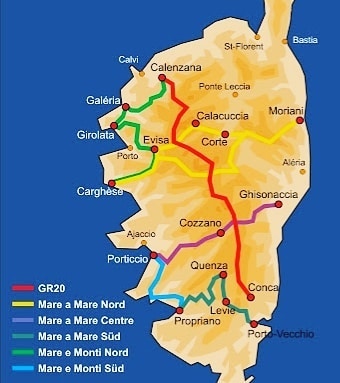 Bastia
St-Florent
Calvi
Calenzana
Ponte Leccia
Galéria
Moriani
Calacuccia
Girolata
Corte
Evisa
Porto
Aléria
Carghèse
Ghisonaccia
Cozzano
Ajaccio
Porticcio
Quenza
Conca
Levie
Propriano
Porto-Vecchio
GR20
Mare a Mare Nord
Mare a Mare Centre
Mare a Mare Süd
Mare e Monti Nord
Mare e Monti Süd